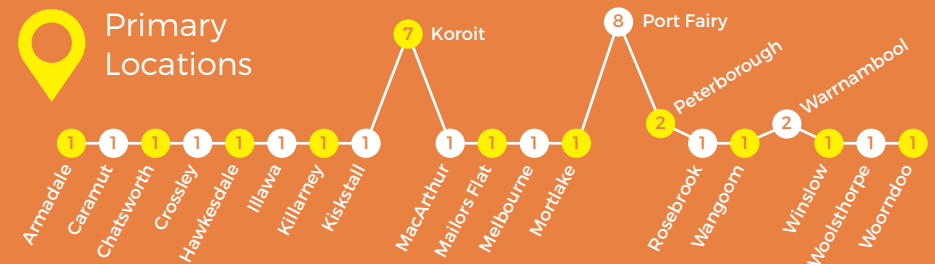 Primary
Locations
1
Armadale
1
Caramut
1
Chatsworth
1
Crossley
1
Hawkesdale
1
Illawa
1
Killarney
1
Kiskstall
7
Koroit
1
MacArthur
1
Mailors Flat
1
Melbourne
1
Mortlake
8
Port Fairy
2
Peterborough
1
Rosebrook
1
Wangoom
2
Warrnambool
1
Winslow
1
Woolsthorpe
1
Woorndoo